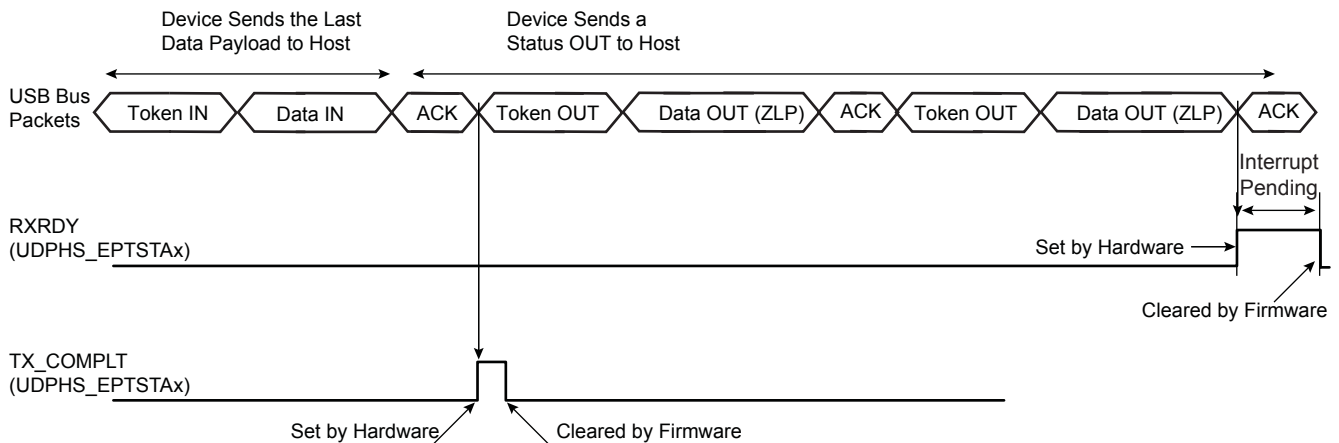 Device Sends the Last
Data Payload to Host
Device Sends a
Status OUT to Host
USB Bus
Packets
Token IN
Data IN
ACK
Token OUT
Data OUT (ZLP)
ACK
Token OUT
Data OUT (ZLP)
ACK
Interrupt
Pending
RXRDY
(UDPHS_EPTSTAx)
Set by Hardware
Cleared by Firmware
TX_COMPLT
(UDPHS_EPTSTAx)
Set by Hardware
Cleared by Firmware